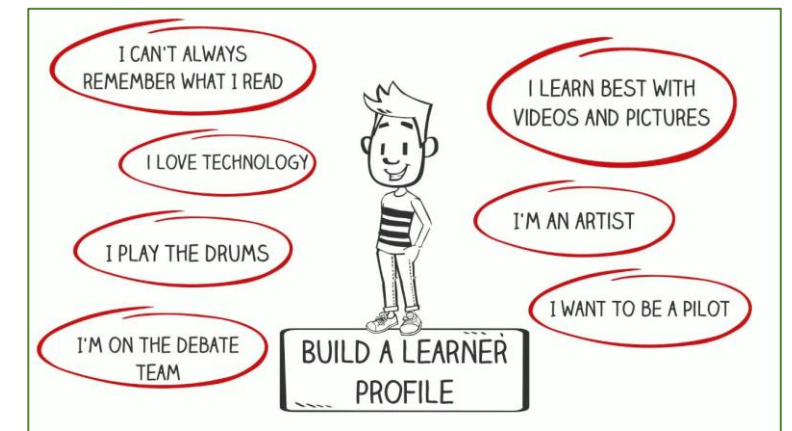 I CAN'T ALWAYS
REMEMBER WHAT I READ
I LOVE TECHNOLOGY
I PLAY THE DRUMS
I'M ON THE DEBATE
TEAM
I LEARN BEST WITH
VIDEOS AND PICTURES
I'M AN ARTIST
I WANT TO BE A PILOT
BUILD A LEARNER
PROFILE